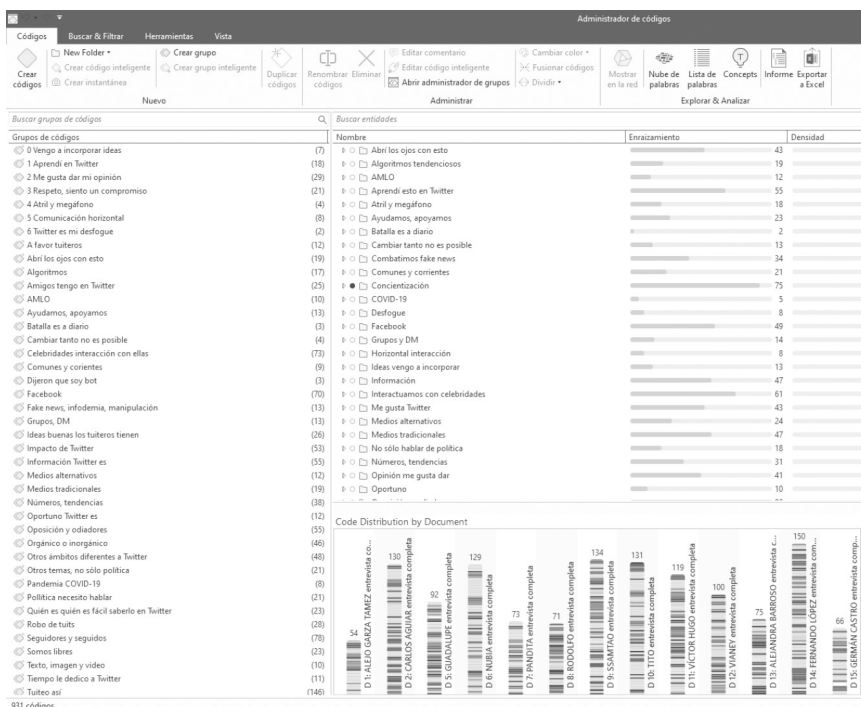 Administrador de códigos
Códigos Buscar & Filtrar Herramientas Vista
Crear códigos
New Folder
Crear código inteligente
Crear instantánea
Crear grupo
Crear grupo inteligente
Nuevo
Duplicar códigos
Renombrar códigos
Eliminar
Editar comentario
Editar código inteligente
Abrir administrador de grupos
Cambiar color
Fusionar códigos
Dividir
Administrar
Mostrar en la red
Nube de palabras
Lista de palabras
Concepts
Informe
Exportar a Excel
Explorar & Analizar
Buscar grupos de códigos
Grupos de códigos
0 Vengo a incorporar ideas (7)
1 Aprendí en Twitter (18)
2 Me gusta dar mi opinión (29)
3 Respeto, siento un compromiso (21)
4 Atril y megáfono (4)
5 Comunicación horizontal (8)
6 Twitter es mi desfogue (2)
A favor tuiteros (12)
Abrí los ojos con esto (19)
Algoritmos (17)
Amigos tengo en Twitter (25)
AMLO (10)
Ayudamos, apoyamos (13)
Batalla es a diario (3)
Cambiar tanto no es posible (4)
Celebridades interacción con ellas (73)
Comunes y corrientes (9)
Dijeron que soy bot (3)
Facebook (70)
Fake news, infodemia, manipulación (13)
Grupos, DM (13)
Ideas buenas los tuiteros tienen (26)
Impacto de Twitter (53)
Información Twitter es (55)
Medios alternativos (12)
Medios tradicionales (19)
Números, tendencias (38)
Oportuno Twitter es (12)
Oposición y odiadores (55)
Orgánico o inorgánico (46)
Otros ámbitos diferentes a Twitter (48)
Otros temas, no sólo política (21)
Pandemia COVID-19 (8)
Polìtica necesito hablar (21)
Quién es quién es fácil saberlo en Twitter (23)
Robo de tuits (28)
Seguidores y seguidos (78)
Somos libres (23)
Texto, imagen y video (10)
Tiempo le dedico a Twitter (11)
Tuiteo así (146)
931 códigos
Buscar entidades
Nombre Enraizamiento Densidad
Abrí los ojos con esto 43
Algoritmos tendenciosos 19
AMLO 12
Aprendí esto en Twitter 55
Atril y megáfono 18
Ayudamos, apoyamos 23
Batalla es a diario 2
Cambiar tanto no es posible 13
Combatimos fake news 34
Comunes y corrientes 21
Concientización 75
COVID-19 5
Desfogue 8
Facebook 49
Grupos y DM 14
Horizontal interacción 8
Ideas vengo a incorporar 13
Información 47
Interactuamos con celebridades 61
Me gusta Twitter 43
Medios alternativos 24
Medios tradicionales 47
No sólo hablar de política 18
Números, tendencias 31
Opinión me gusta dar 41
Oportuno 10
Code Distribution by Document
54 D 1: ALEJO GARZA TAMEZ entrevista co...
130 D 2: CARLOS AGUIAR entrevista completa
92 D 5: GUADALUPE entrevista completa
129 D 6: NUBIA entrevista completa
73 D 7: PANDITA entrevista completa
71 D 8: RODOLFO entrevista completa
134 D 9: SSAMTAO entrevista completa
131 D 10: TITO entrevista completa
119 D 11: VÍCTOR HUGO entrevista completa
100 D 12: VIANEY entrevista completa
75 D 13: ALEJANDRA BARROSO entrevista c...
150 D 14: FERNANDO LÓPEZ entrevista com...
66 D 15: GERMÁN CASTRO entrevista comp...